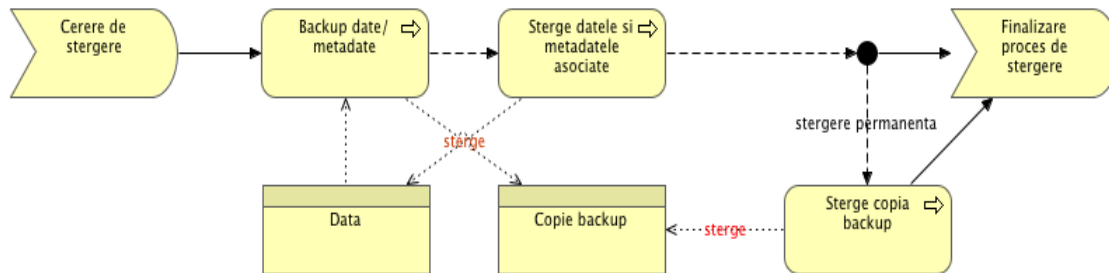 Cerere de
stergere
Backup date/
metadate
Sterge datele si
metadatele
asociate
Finalizare
proces de
stergere
stergere permanenta
sterge
Data
Copie backup
sterge
Sterge copia
backup